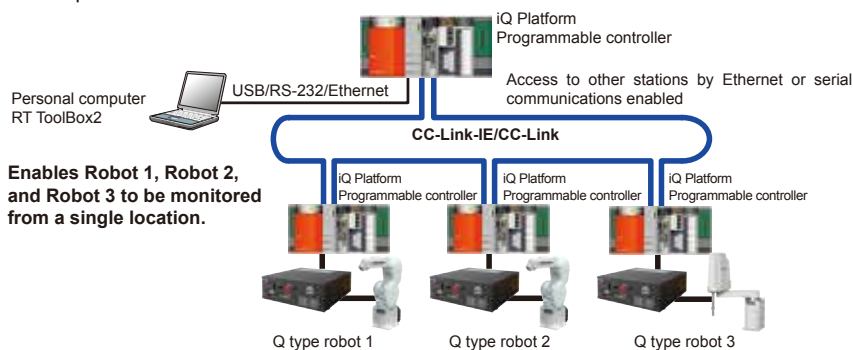 iQ Platform
Programmable controller
Access to other stations by Ethernet or serial
communications enabled
USB/RS-232/Ethernet
Personal computer
RT ToolBox2
CC-Link-IE/CC-Link
Enables Robot 1, Robot 2,
and Robot 3 to be monitored
from a single location.
iQ Platform
Programmable controller
iQ Platform
Programmable controller
iQ Platform
Programmable controller
Q type robot 1
Q type robot 2
Q type robot 3